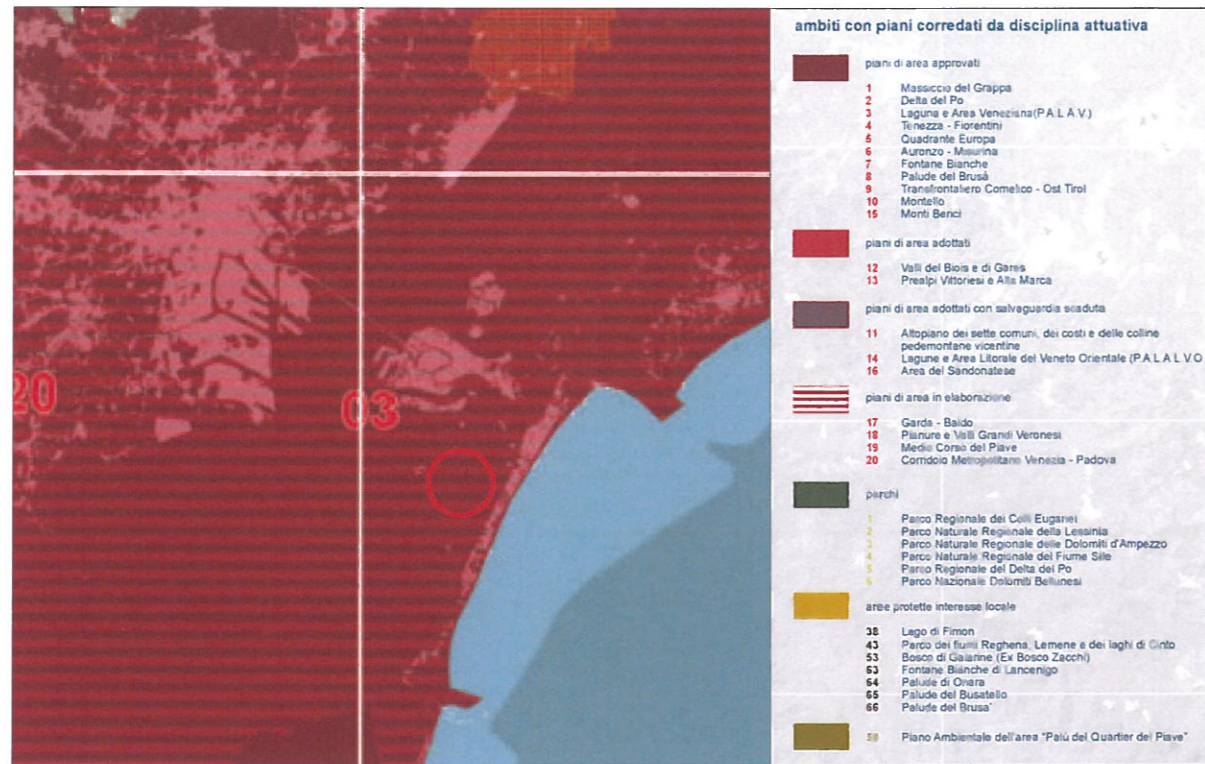 20
03
ambiti con piani corredati da disciplina attuativa
piani di area approvati
1 Massiccio del Grappa
2 Delta del Po
3 Laguna e Area Veneziana(P.A.L.A.V.)
4 Tenezza - Fiorentini
5 Quadrante Europa
6 Auronzo - Misurina
7 Fontane Bianche
8 Palude del Brusà
9 Transfrontaliero Comelico - Ost Tirol
10 Montello
15 Monti Berici
piani di area adottati
12 Valli del Biois e di Gares
13 Prealpi Vittoriesi e Alta Marca
piani di area adottati con salvaguardia scaduta
11 Altopiano dei sette comuni, dei costi e delle colline
pedemontane vicentine
14 Lagune e Area Litorale del Veneto Orientale (P.A.L.A.L.V.O.
16 Area del Sandonatese
piani di area in elaborazione
17 Garda - Baldo
18 Pianure e Valli Grandi Veronesi
19 Medio Corso del Piave
20 Corridoio Metropolitano Venezia - Padova
parchi
1 Parco Regionale dei Colli Euganei
2 Parco Naturale Regionale della Lessinia
3 Parco Naturale Regionale delle Dolomiti d'Ampezzo
4 Parco Naturale Regionale del Fiume Sile
5 Parco Regionale del Delta del Po
6 Parco Nazionale Dolomiti Bellunesi
aree protette interesse locale
38 Lago di Fimon
43 Parco dei fiumi Reghena, Lemene e dei laghi di Cinto
53 Bosco di Gaiarine (Ex Bosco Zacchi)
63 Fontane Bianche di Lancenigo
64 Palude di Onara
65 Palude del Busatello
66 Palude del Brusa'
Piano Ambientale dell'area "Palù del Quartier del Piave"